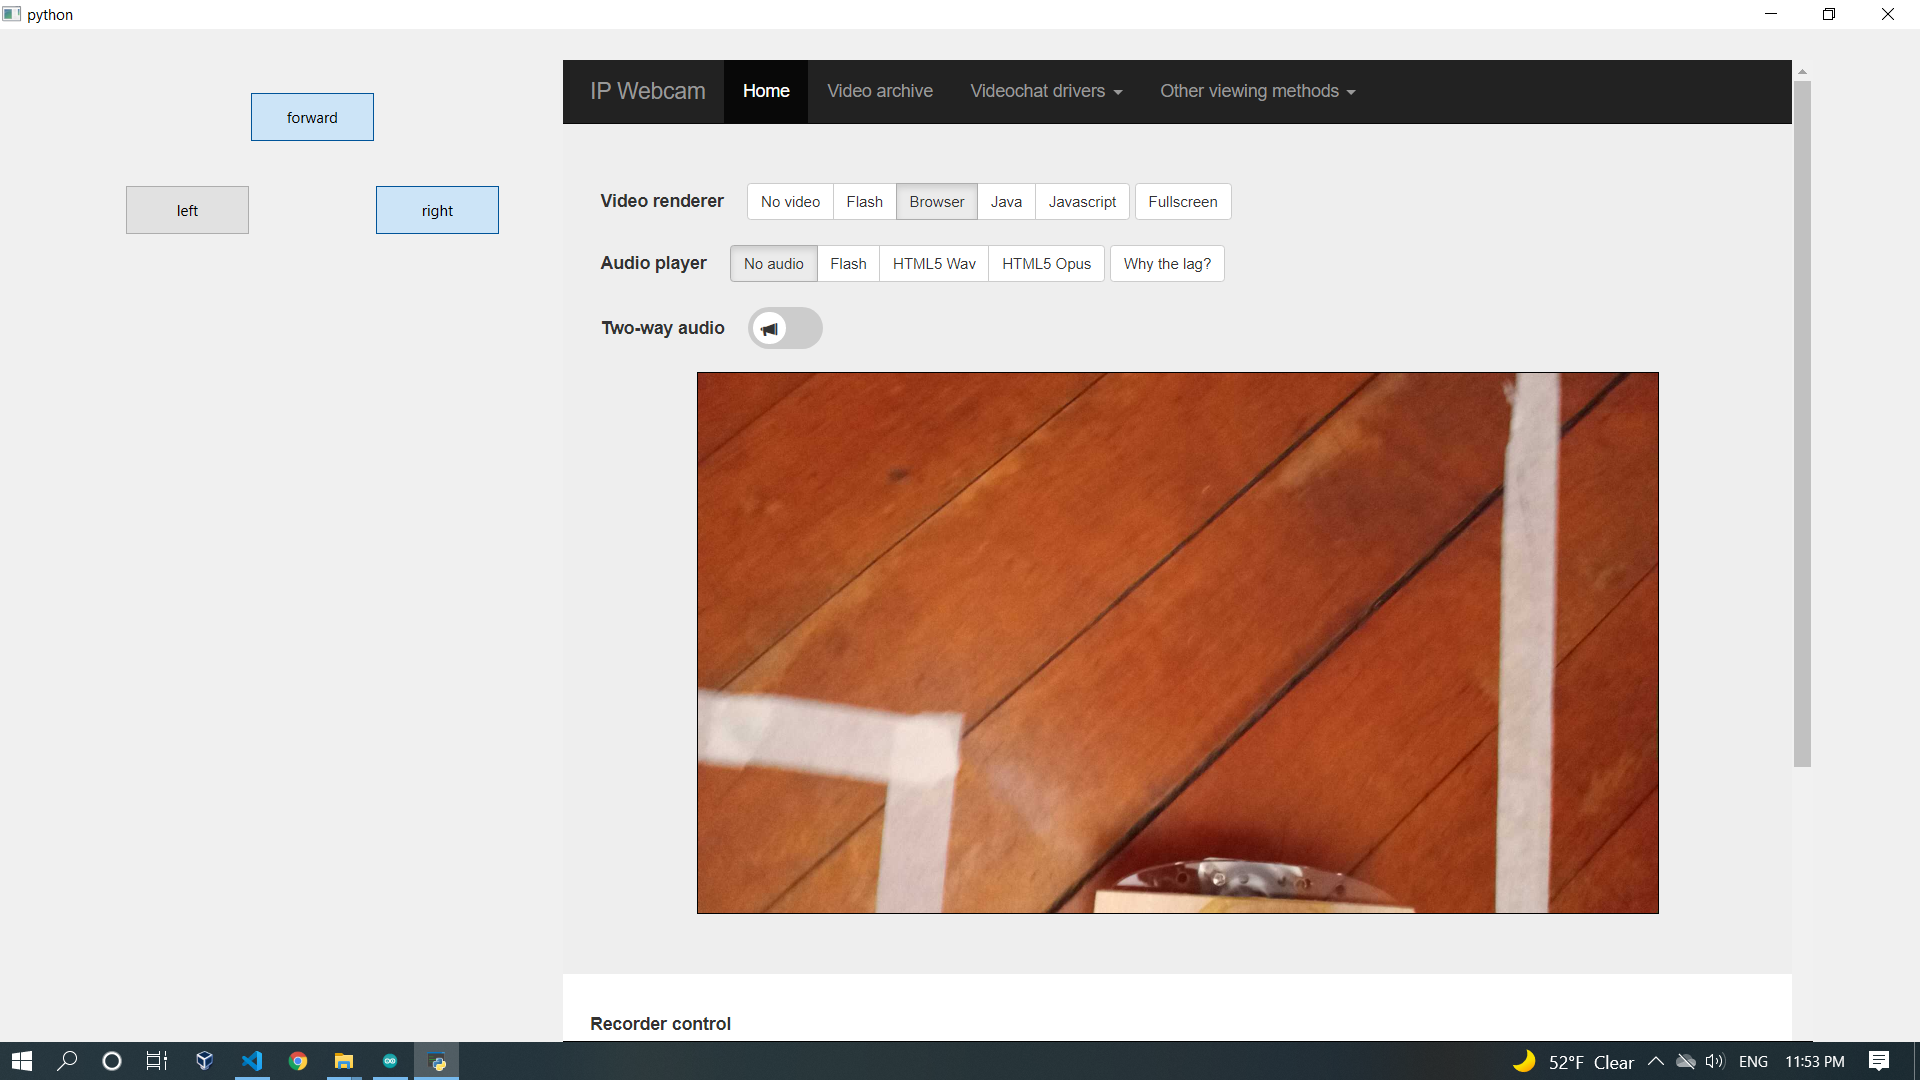 python
forward
left
right
IP Webcam Home Video archive Videochat drivers Other viewing methods
Video renderer No video Flash Browser Java Javascript Fullscreen
Audio player No audio Flash HTML5 Wav HTML5 Opus Why the lag?
Two-way audio
Recorder control
52°F Clear ENG 11:53 PM